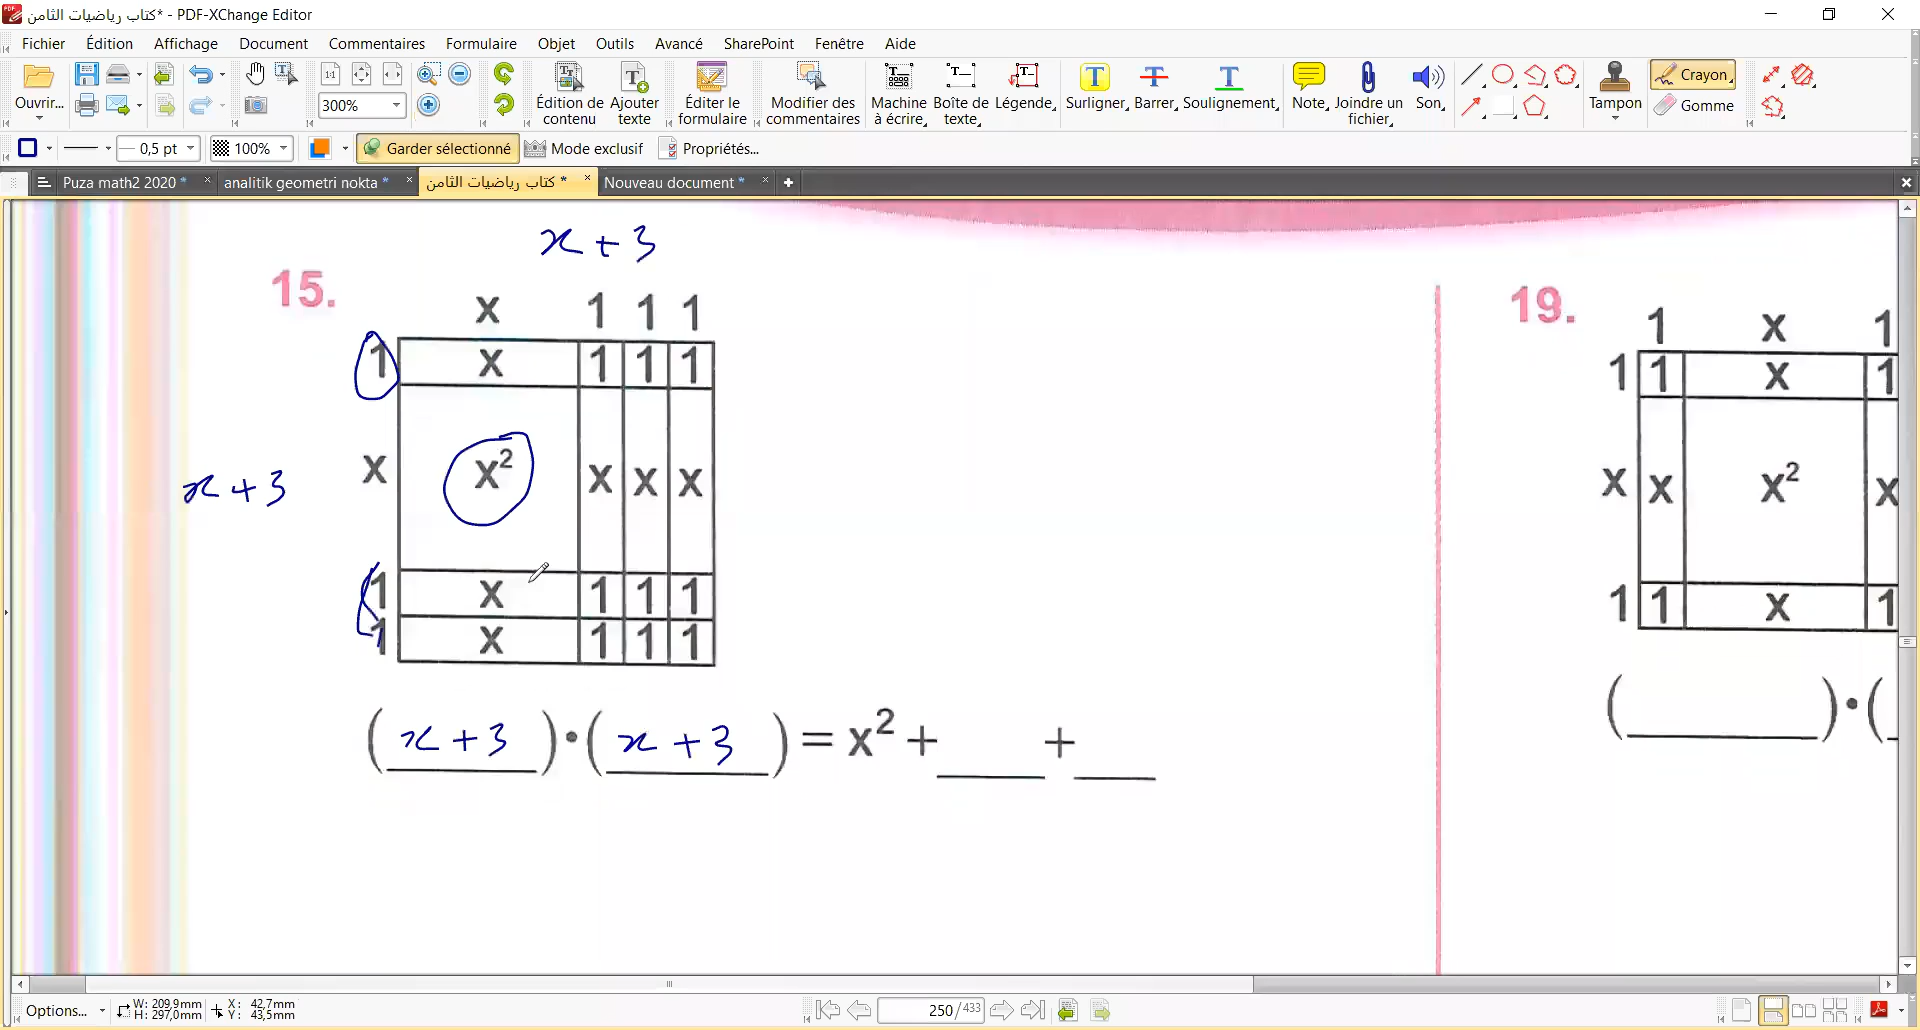 كتاب رياضيات الثامن* - PDF-XChange Editor
Fichier Édition Affichage Document Commentaires Formulaire Objet Outils Avancé SharePoint Fenêtre Aide
Ouvrir... 300% Édition de contenu Ajouter texte Éditer le formulaire Modifier des commentaires Machine à écrire Boîte de texte Légende Surligner Barrer Soulignement Note Joindre un fichier Son Tampon Crayon Gomme
0,5 pt 100% Garder sélectionné Mode exclusif Propriétés...
Puza math2 2020 * analitik geometri nokta * كتاب رياضيات الثامن * Nouveau document *
x + 3
15.
x 1 1 1
1 x 1 1 1
x x² x x x
x + 3
1 x 1 1 1
1 x 1 1 1
(x + 3) • (x + 3) = x² + ____ + ____
19.
1 x 1
1 1 x 1
x x x² x
1 1 x 1
(____) • (
Options... W: 209,9mm H: 297,0mm X: 42,7mm Y: 43,5mm 250 / 433